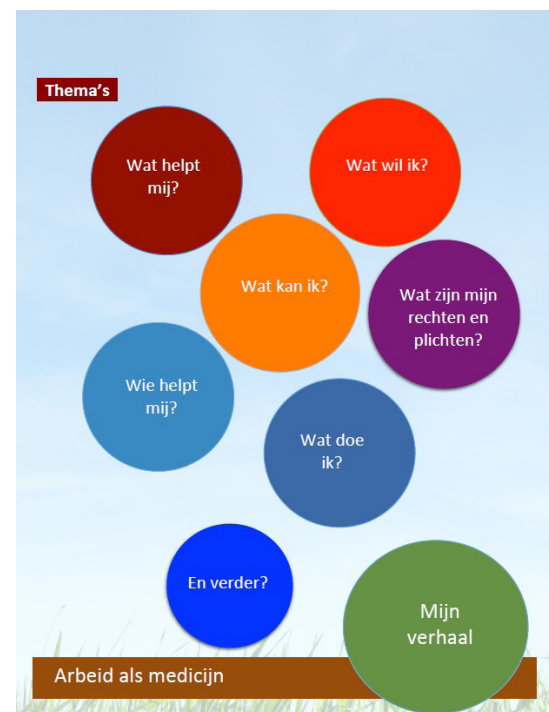 Thema's
Wat helpt
mij?
Wat wil ik?
Wat kan ik?
Wat zijn mijn
rechten en
plichten?
Wie helpt
mij?
Wat doe
ik?
En verder?
Mijn
verhaal
Arbeid als medicijn